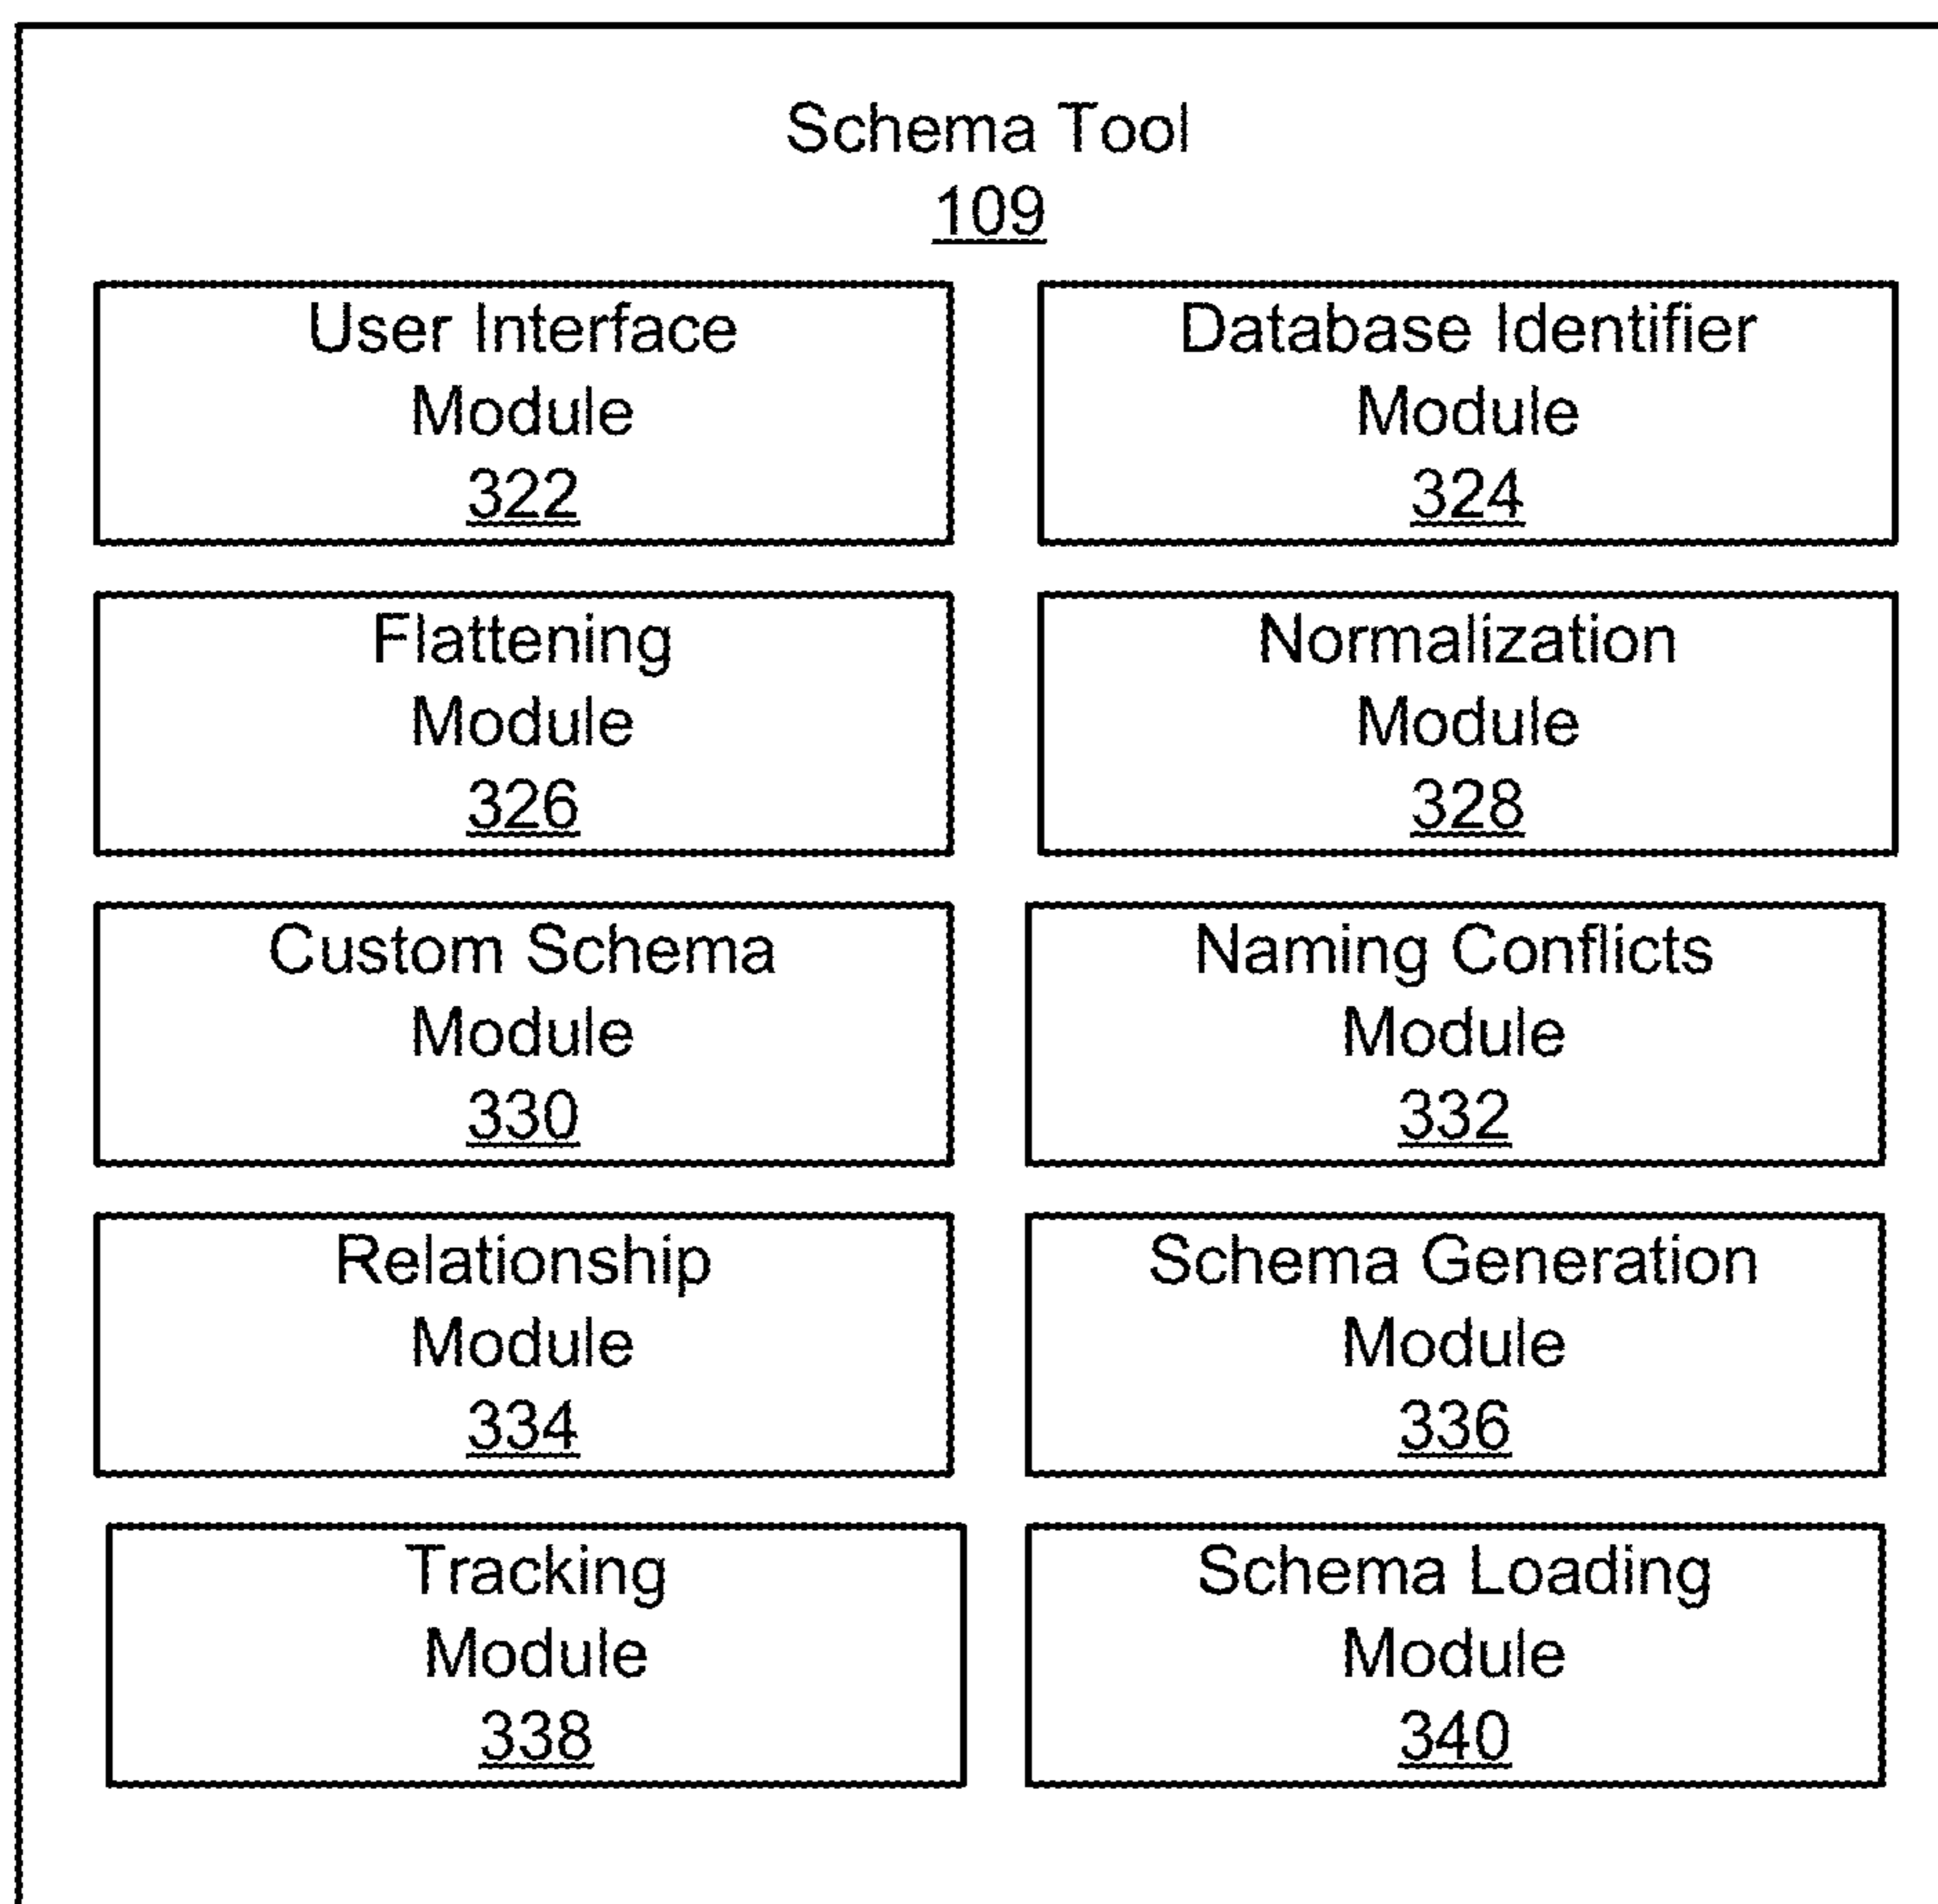 Schema Tool
109
User Interface
Module
322
Database Identifier
Module
324
Flattening
Module
326
Normalization
Module
328
Custom Schema
Module
330
Naming Conflicts
Module
332
Relationship
Module
334
Schema Generation
Module
336
Tracking
Module
338
Schema Loading
Module
340